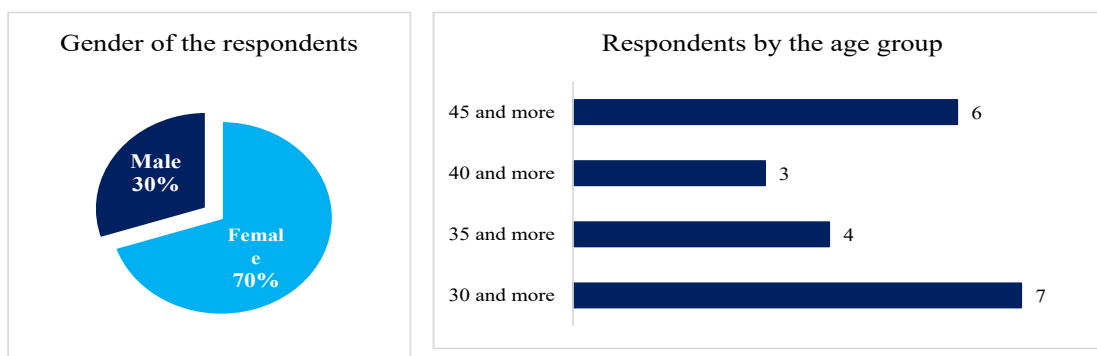 Gender of the respondents
Male
30%
Femal
e
70%
Respondents by the age group
45 and more
6
40 and more
3
35 and more
4
30 and more
7